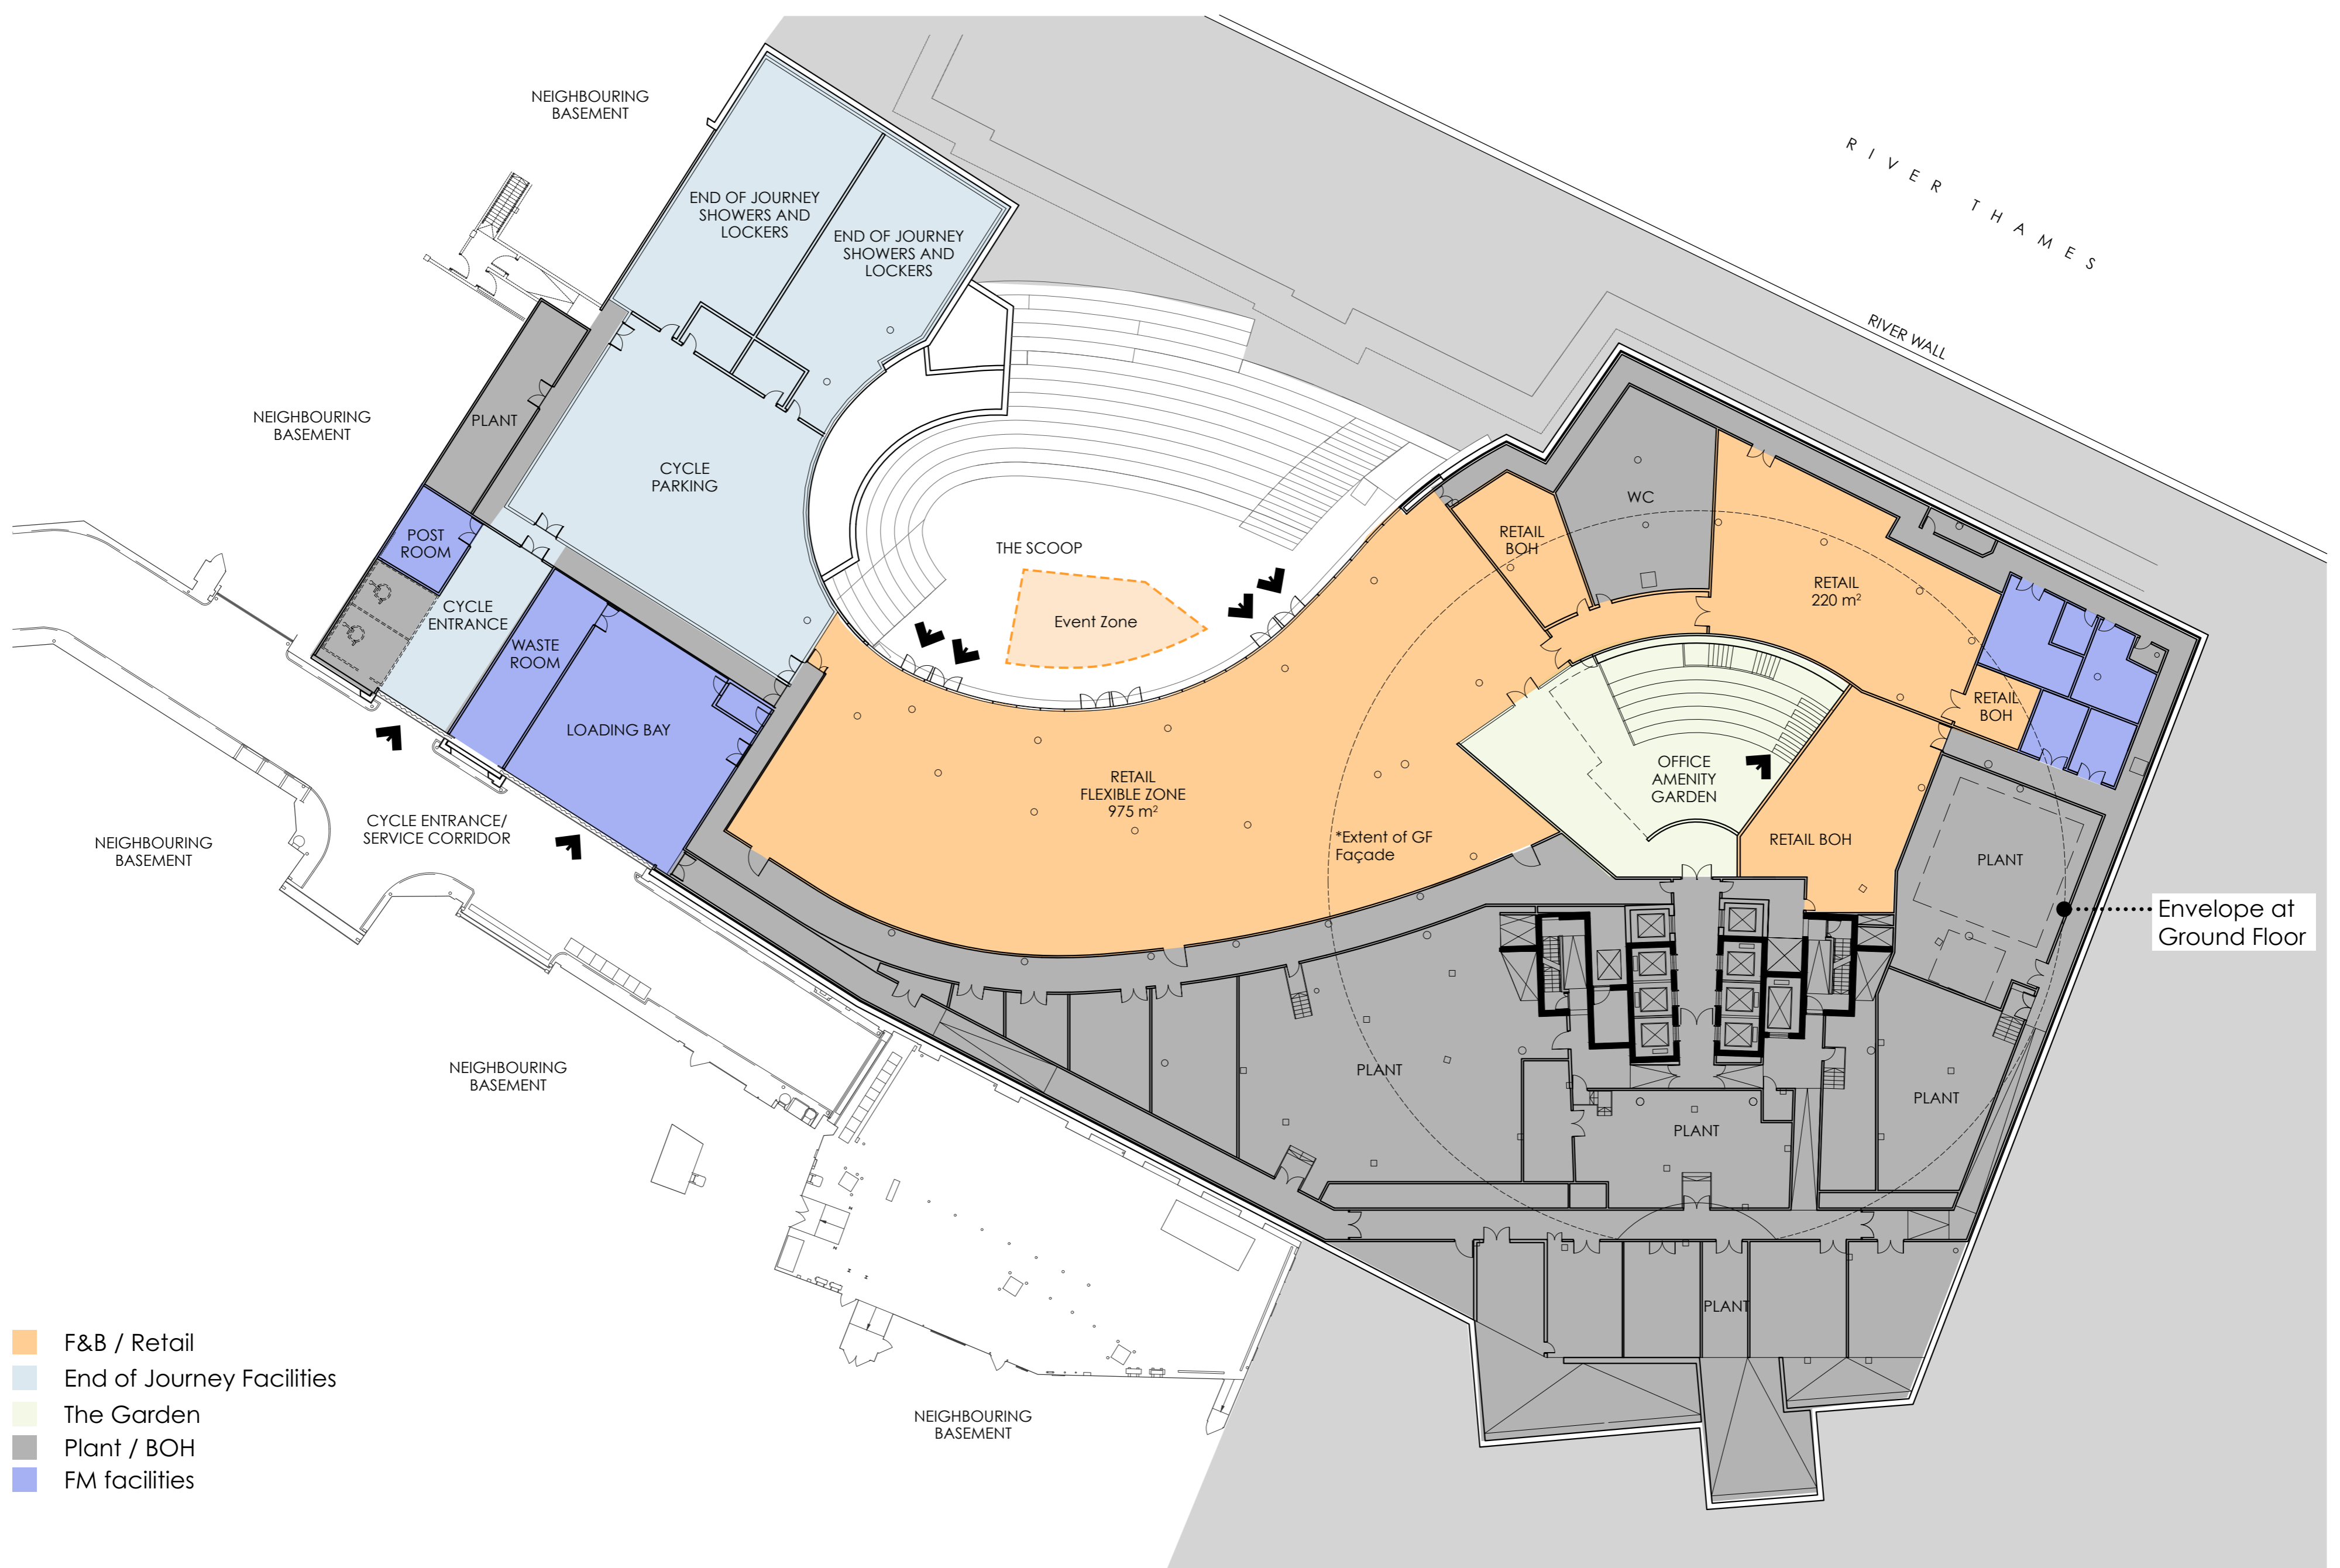 NEIGHBOURING
BASEMENT
RIVER THAMES
RIVER WALL
END OF JOURNEY
SHOWERS AND
LOCKERS
END OF JOURNEY
SHOWERS AND
LOCKERS
NEIGHBOURING
BASEMENT
PLANT
CYCLE
PARKING
WC
POST
ROOM
RETAIL
BOH
THE SCOOP
RETAIL
220 m²
CYCLE
ENTRANCE
Event Zone
WASTE
ROOM
RETAIL
BOH
LOADING BAY
OFFICE
AMENITY
GARDEN
RETAIL
FLEXIBLE ZONE
975 m²
CYCLE ENTRANCE/
SERVICE CORRIDOR
*Extent of GF
Façade
RETAIL BOH
NEIGHBOURING
BASEMENT
PLANT
Envelope at
Ground Floor
NEIGHBOURING
BASEMENT
PLANT
PLANT
PLANT
PLANT
NEIGHBOURING
BASEMENT
F&B / Retail
End of Journey Facilities
The Garden
Plant / BOH
FM facilities